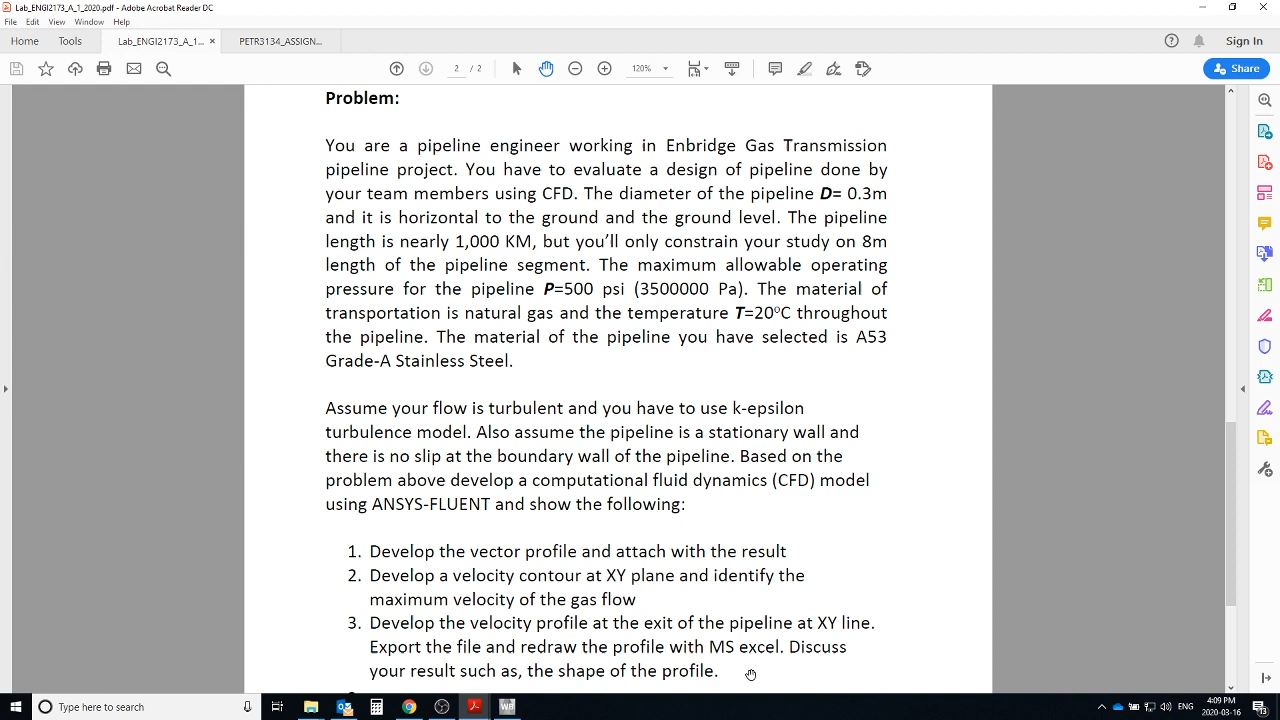 Lab_ENGI2173_A_1_2020.pdf - Adobe Acrobat Reader DC
File Edit View Window Help
Home Tools Lab_ENGI2173_A_1... × PETR3134_ASSIGN... Sign In
2 / 2 120% Share
Problem:
You are a pipeline engineer working in Enbridge Gas Transmission
pipeline project. You have to evaluate a design of pipeline done by
your team members using CFD. The diameter of the pipeline D= 0.3m
and it is horizontal to the ground and the ground level. The pipeline
length is nearly 1,000 KM, but you’ll only constrain your study on 8m
length of the pipeline segment. The maximum allowable operating
pressure for the pipeline P=500 psi (3500000 Pa). The material of
transportation is natural gas and the temperature T=20°C throughout
the pipeline. The material of the pipeline you have selected is A53
Grade-A Stainless Steel.
Assume your flow is turbulent and you have to use k-epsilon
turbulence model. Also assume the pipeline is a stationary wall and
there is no slip at the boundary wall of the pipeline. Based on the
problem above develop a computational fluid dynamics (CFD) model
using ANSYS-FLUENT and show the following:
1. Develop the vector profile and attach with the result
2. Develop a velocity contour at XY plane and identify the
maximum velocity of the gas flow
3. Develop the velocity profile at the exit of the pipeline at XY line.
Export the file and redraw the profile with MS excel. Discuss
your result such as, the shape of the profile.
Type here to search
WB
ENG
4:09 PM
2020-03-16
13